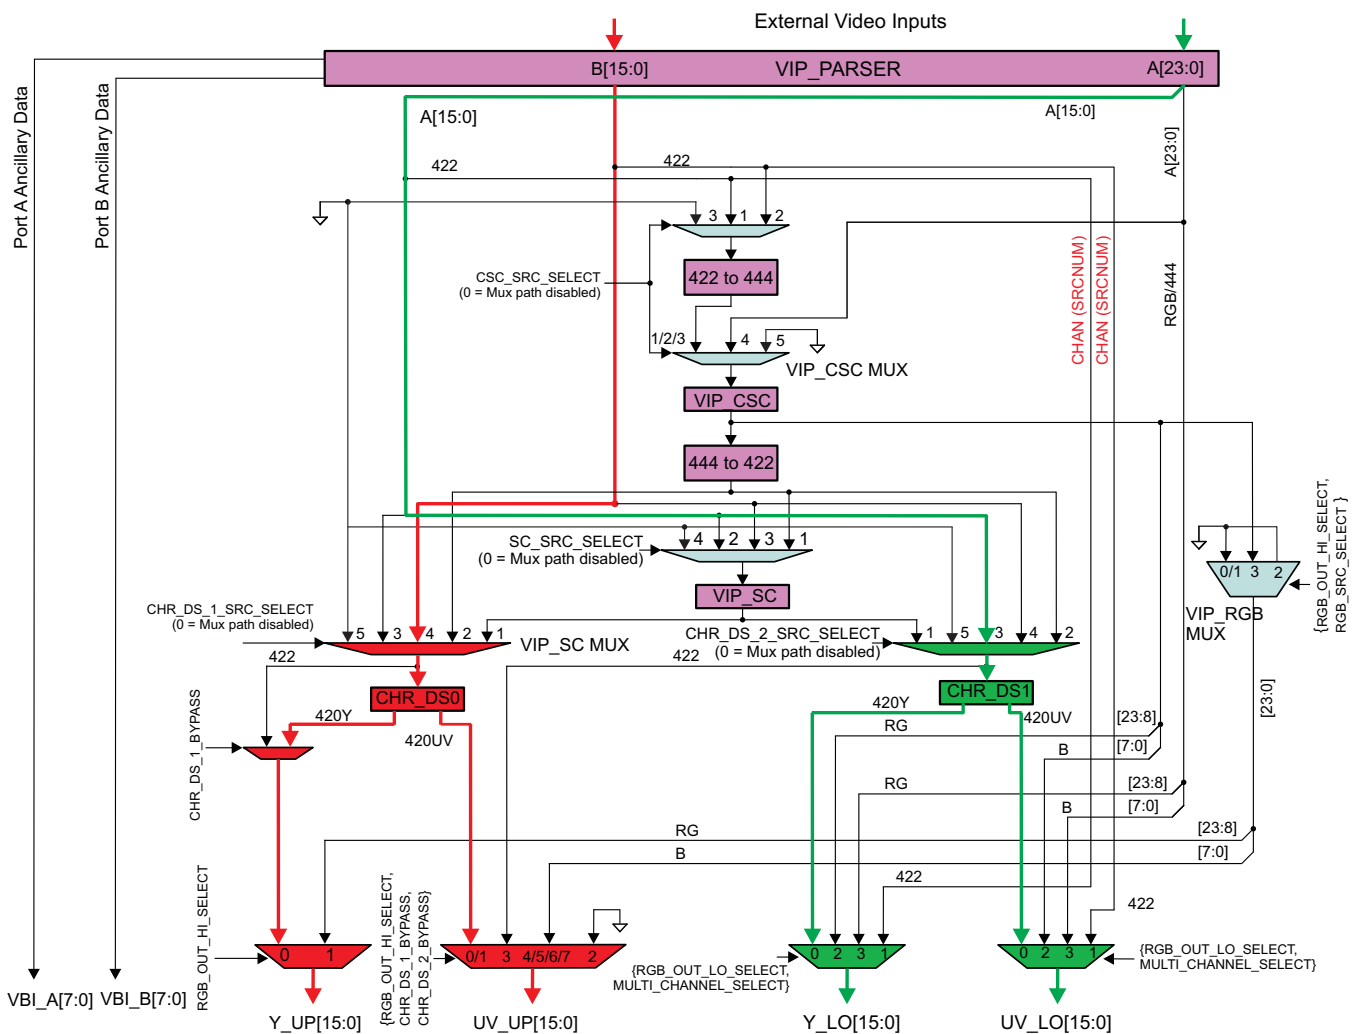 External Video Inputs
B[15:0]
VIP_PARSER
A[23:0]
Port A Ancillary Data
Port B Ancillary Data
A[15:0]
A[15:0]
A[23:0]
422
422
3 1 2
CSC_SRC_SELECT
(0 = Mux path disabled)
422 to 444
CHAN (SRCNUM)
CHAN (SRCNUM)
RGB/444
1/2/3 4 5
VIP_CSC MUX
VIP_CSC
444 to 422
SC_SRC_SELECT
(0 = Mux path disabled)
4 2 3 1
{RGB_OUT_HI_SELECT,
RGB_SRC_SELECT }
0/1 3 2
VIP_RGB
MUX
VIP_SC
CHR_DS_1_SRC_SELECT
(0 = Mux path disabled)
5 3 4 2 1
VIP_SC MUX
CHR_DS_2_SRC_SELECT
(0 = Mux path disabled)
1 5 3 4 2
422
422
CHR_DS0
CHR_DS1
[23:0]
420Y
420UV
420Y
420UV
CHR_DS_1_BYPASS
RG
[23:8]
B
[7:0]
RG
[23:8]
B
[7:0]
RG
[23:8]
B
[7:0]
422
422
RGB_OUT_HI_SELECT
0 1
{RGB_OUT_HI_SELECT,
CHR_DS_1_BYPASS,
CHR_DS_2_BYPASS}
0/1 3 4/5/6/7 2
{RGB_OUT_LO_SELECT,
MULTI_CHANNEL_SELECT}
0 2 3 1
0 2 3 1
{RGB_OUT_LO_SELECT,
MULTI_CHANNEL_SELECT}
VBI_A[7:0]
VBI_B[7:0]
Y_UP[15:0]
UV_UP[15:0]
Y_LO[15:0]
UV_LO[15:0]